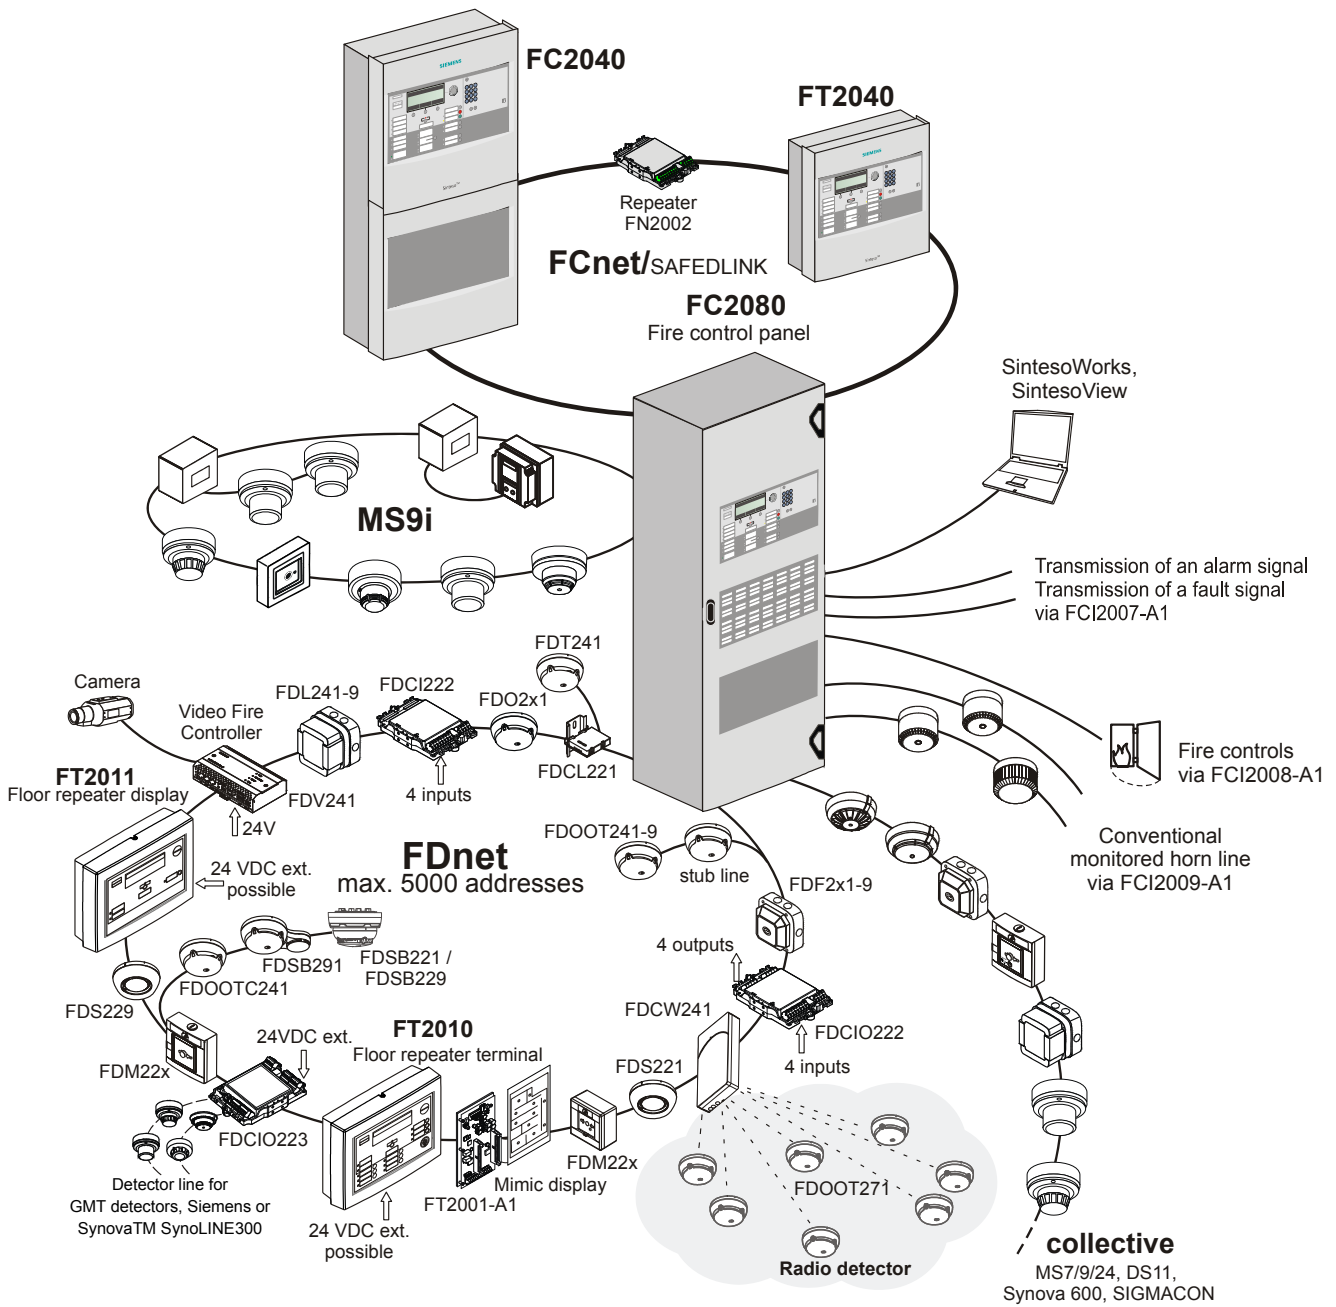 FC2040
SIEMENS
Sinteso™
FT2040
SIEMENS
Sinteso™
Repeater
FN2002
FCnet/SAFEDLINK
FC2080
Fire control panel
SintesoWorks,
SintesoView
MS9i
Transmission of an alarm signal
Transmission of a fault signal
via FCI2007-A1
FDT241
Camera
FDL241-9
FDCI222
FDO2x1
Video Fire
Controller
FDCL221
Fire controls
via FCI2008-A1
FT2011
Floor repeater display
FDV241
4 inputs
24V
FDOOT241-9
Conventional
monitored horn line
via FCI2009-A1
FDnet
max. 5000 addresses
stub line
24 VDC ext.
possible
FDF2x1-9
4 outputs
FDSB291
FDSB221 /
FDSB229
FDOOTC241
FDS229
FDCW241
FDCIO222
24VDC ext.
FT2010
Floor repeater terminal
4 inputs
FDM22x
FDS221
FDCIO223
FDM22x
Mimic display
FT2001-A1
Detector line for
GMT detectors, Siemens or
SynovaTM SynoLINE300
24 VDC ext.
possible
FDOOT271
Radio detector
collective
MS7/9/24, DS11,
Synova 600, SIGMACON